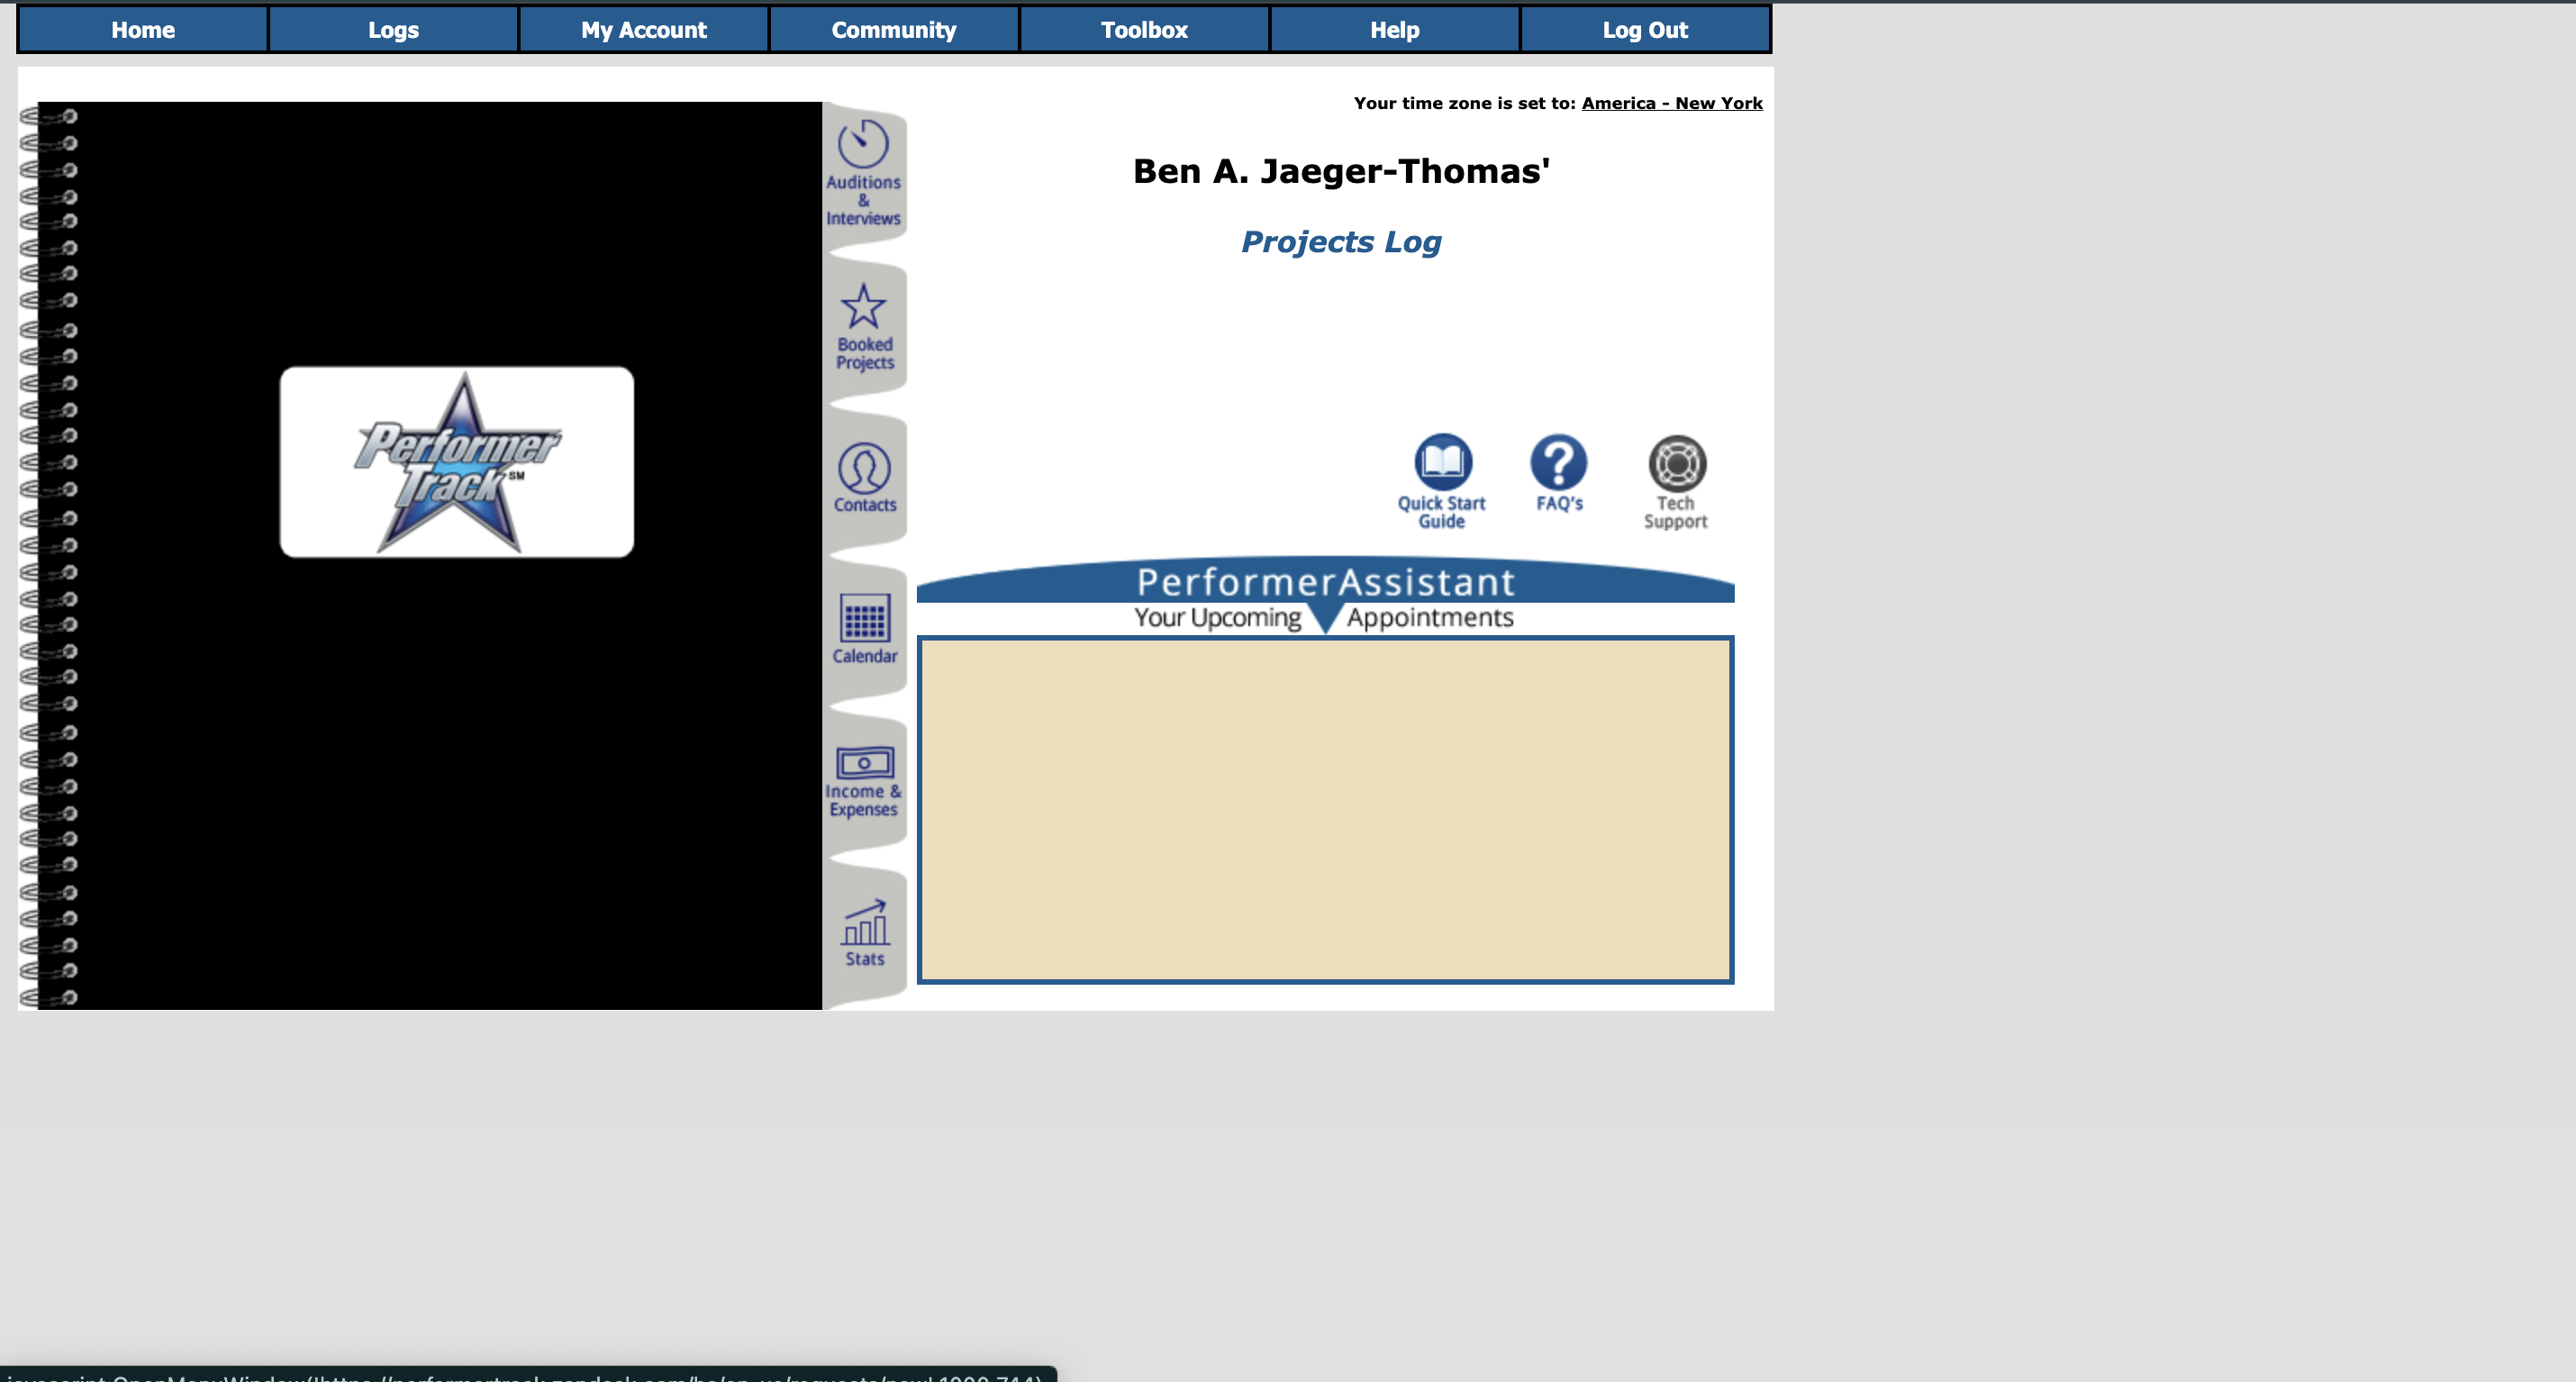 Home
Logs
My Account
Community
Toolbox
Help
Log Out
Your time zone is set to: America - New York
Auditions
&
Interviews
Ben A. Jaeger-Thomas'
Projects Log
Booked
Projects
Performer
Track SM
Contacts
Quick Start
Guide
FAQ's
Tech
Support
PerformerAssistant
Your Upcoming Appointments
Calendar
Income &
Expenses
Stats